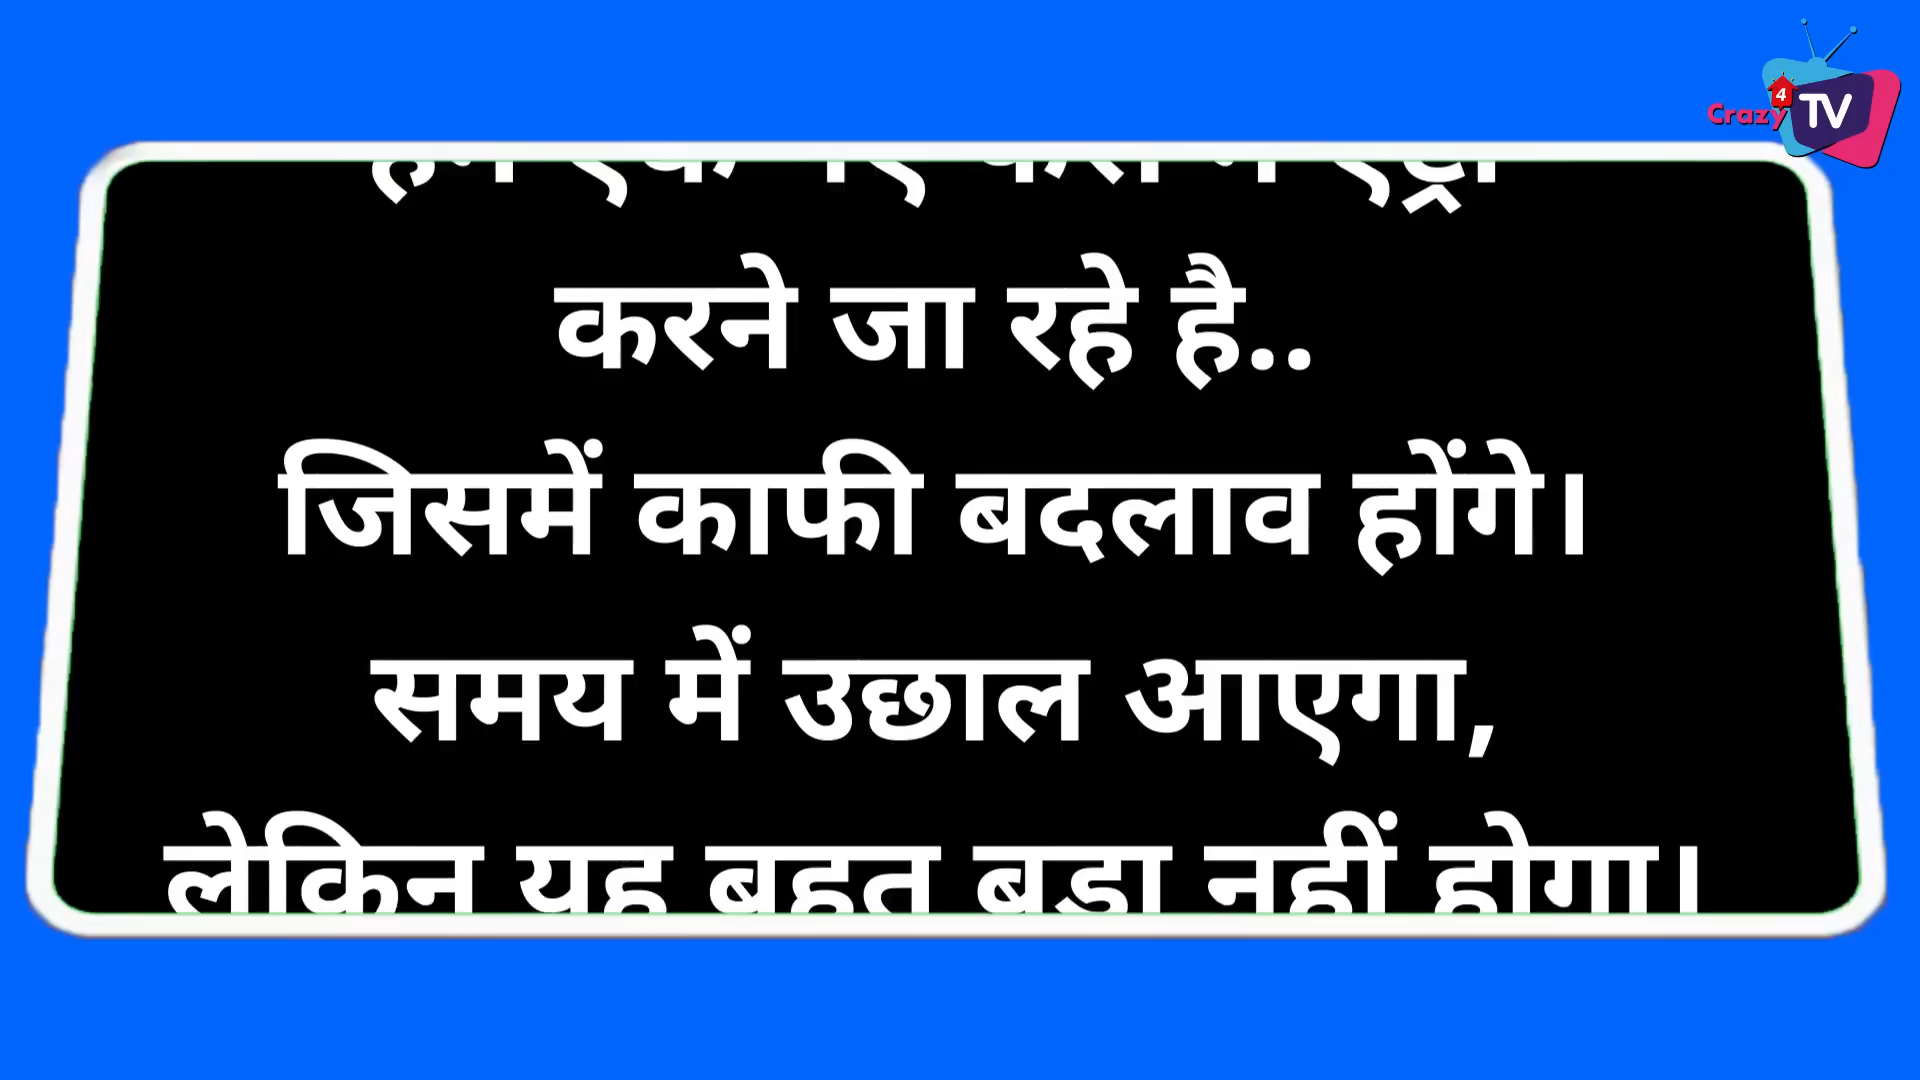 Crazy 4 TV
करने जा रहे है..
जिसमें काफी बदलाव होंगे।
समय में उछाल आएगा,
लेकिन यह बहुत बड़ा नहीं होगा।